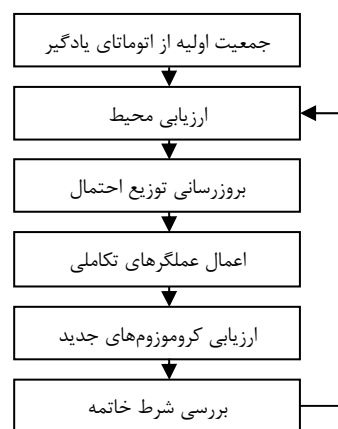 جمعیت اولیه از اتوماتای یادگیر
ارزیابی محیط
بروزرسانی توزیع احتمال
اعمال عملگرهای تکاملی
ارزیابی کروموزوم‌های جدید
بررسی شرط خاتمه